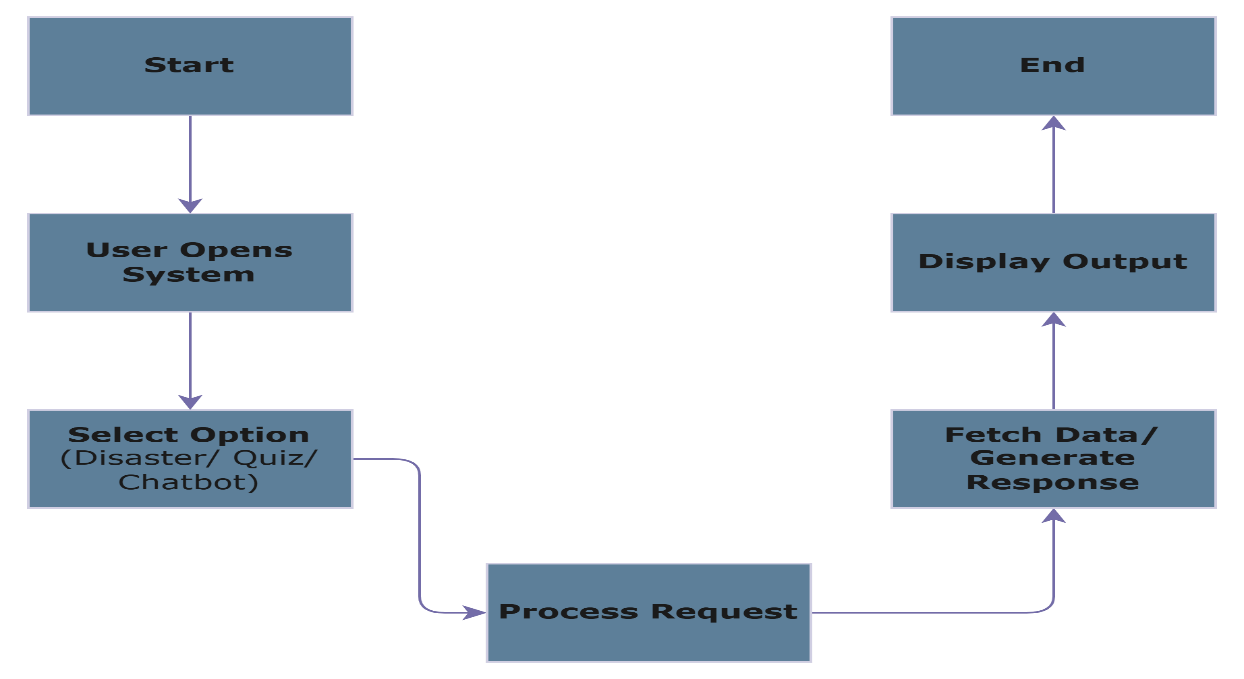 Start
User Opens
System
Select Option
(Disaster/ Quiz/
Chatbot)
Process Request
Fetch Data/
Generate
Response
Display Output
End